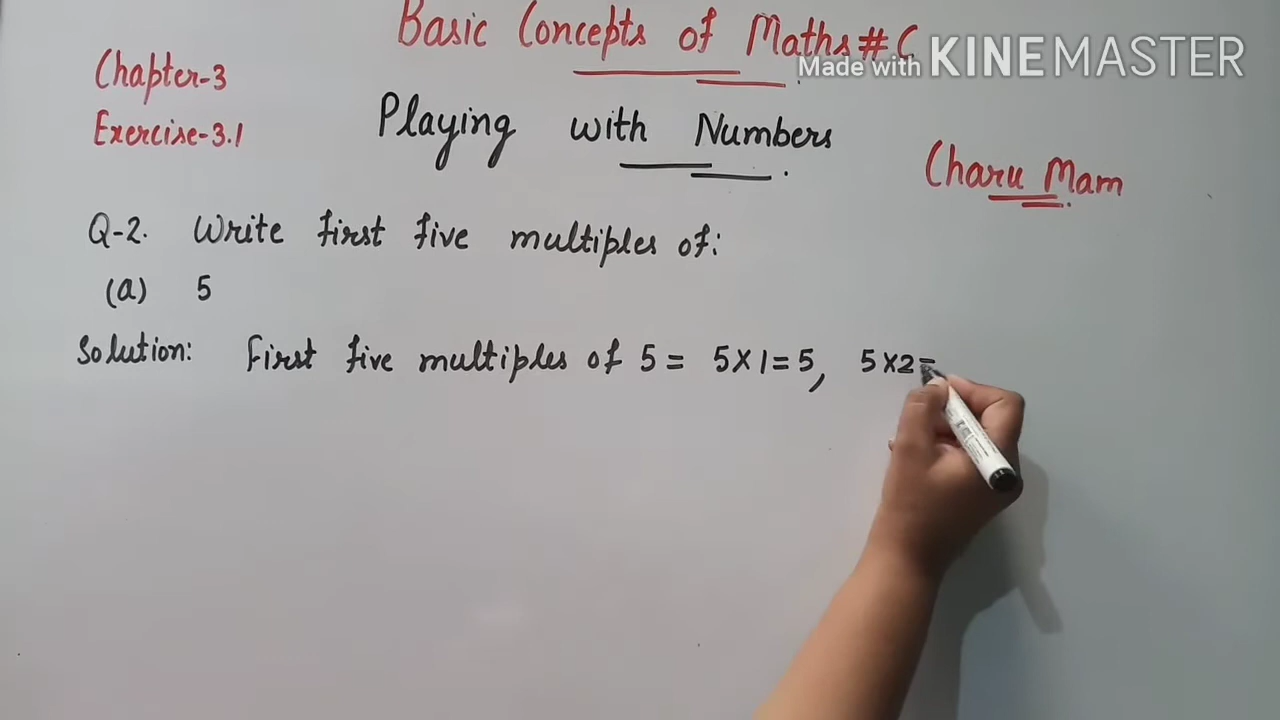 Basic Concepts of Maths#C
Made with KINEMASTER
Chapter-3
Exercise-3.1
Playing with Numbers
Charu Mam
Q-2. Write first five multiples of:
(a) 5
Solution: First five multiples of 5 = 5×1=5, 5×2=